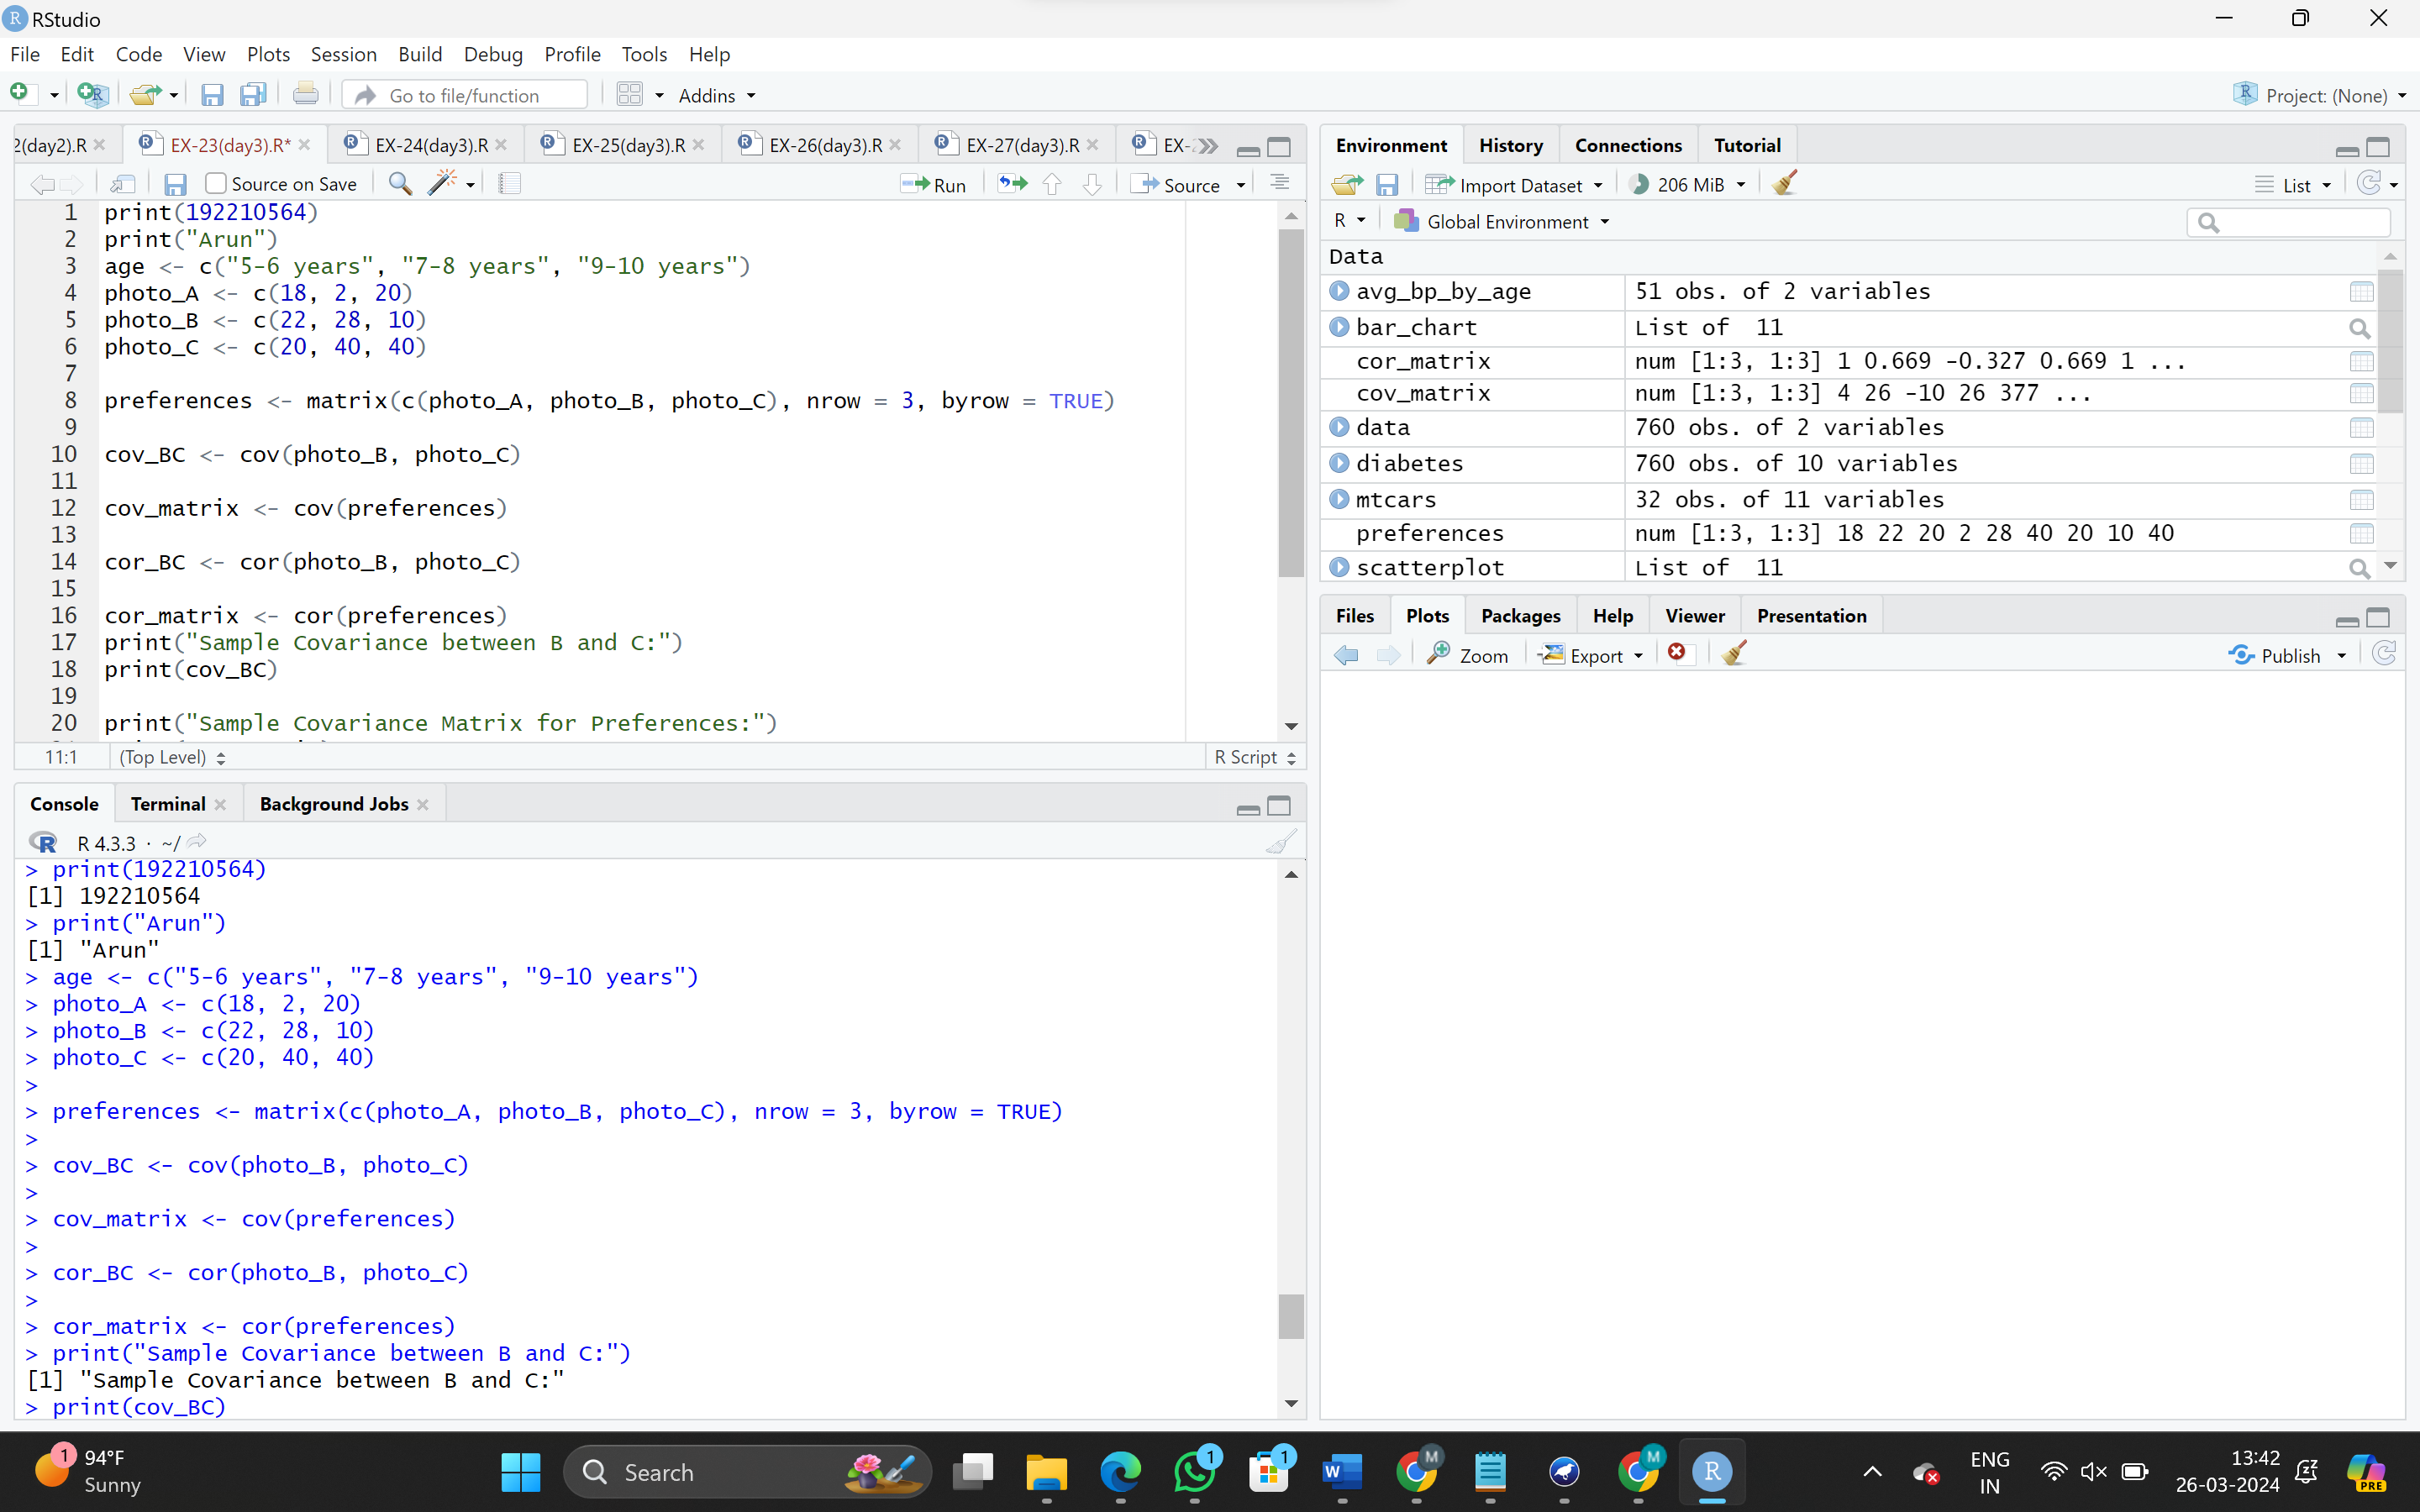 RStudio
File Edit Code View Plots Session Build Debug Profile Tools Help
Go to file/function Addins Project: (None)
2(day2).R EX-23(day3).R* EX-24(day3).R EX-25(day3).R EX-26(day3).R EX-27(day3).R EX-
Source on Save Run Source
1 print(192210564)
2 print("Arun")
3 age <- c("5-6 years", "7-8 years", "9-10 years")
4 photo_A <- c(18, 2, 20)
5 photo_B <- c(22, 28, 10)
6 photo_C <- c(20, 40, 40)
7
8 preferences <- matrix(c(photo_A, photo_B, photo_C), nrow = 3, byrow = TRUE)
9
10 cov_BC <- cov(photo_B, photo_C)
11
12 cov_matrix <- cov(preferences)
13
14 cor_BC <- cor(photo_B, photo_C)
15
16 cor_matrix <- cor(preferences)
17 print("Sample Covariance between B and C:")
18 print(cov_BC)
19
20 print("Sample Covariance Matrix for Preferences:")
11:1 (Top Level) R Script
Console Terminal Background Jobs
R 4.3.3 · ~/
> print(192210564)
[1] 192210564
> print("Arun")
[1] "Arun"
> age <- c("5-6 years", "7-8 years", "9-10 years")
> photo_A <- c(18, 2, 20)
> photo_B <- c(22, 28, 10)
> photo_C <- c(20, 40, 40)
>
> preferences <- matrix(c(photo_A, photo_B, photo_C), nrow = 3, byrow = TRUE)
>
> cov_BC <- cov(photo_B, photo_C)
>
> cov_matrix <- cov(preferences)
>
> cor_BC <- cor(photo_B, photo_C)
>
> cor_matrix <- cor(preferences)
> print("Sample Covariance between B and C:")
[1] "Sample Covariance between B and C:"
> print(cov_BC)
Environment History Connections Tutorial
Import Dataset 206 MiB List
R Global Environment
Data
avg_bp_by_age 51 obs. of 2 variables
bar_chart List of 11
cor_matrix num [1:3, 1:3] 1 0.669 -0.327 0.669 1 ...
cov_matrix num [1:3, 1:3] 4 26 -10 26 377 ...
data 760 obs. of 2 variables
diabetes 760 obs. of 10 variables
mtcars 32 obs. of 11 variables
preferences num [1:3, 1:3] 18 22 20 2 28 40 20 10 40
scatterplot List of 11
Files Plots Packages Help Viewer Presentation
Zoom Export Publish
1 94°F
Sunny
Search
1 1 W M M R
PRE
ENG
IN
13:42
26-03-2024